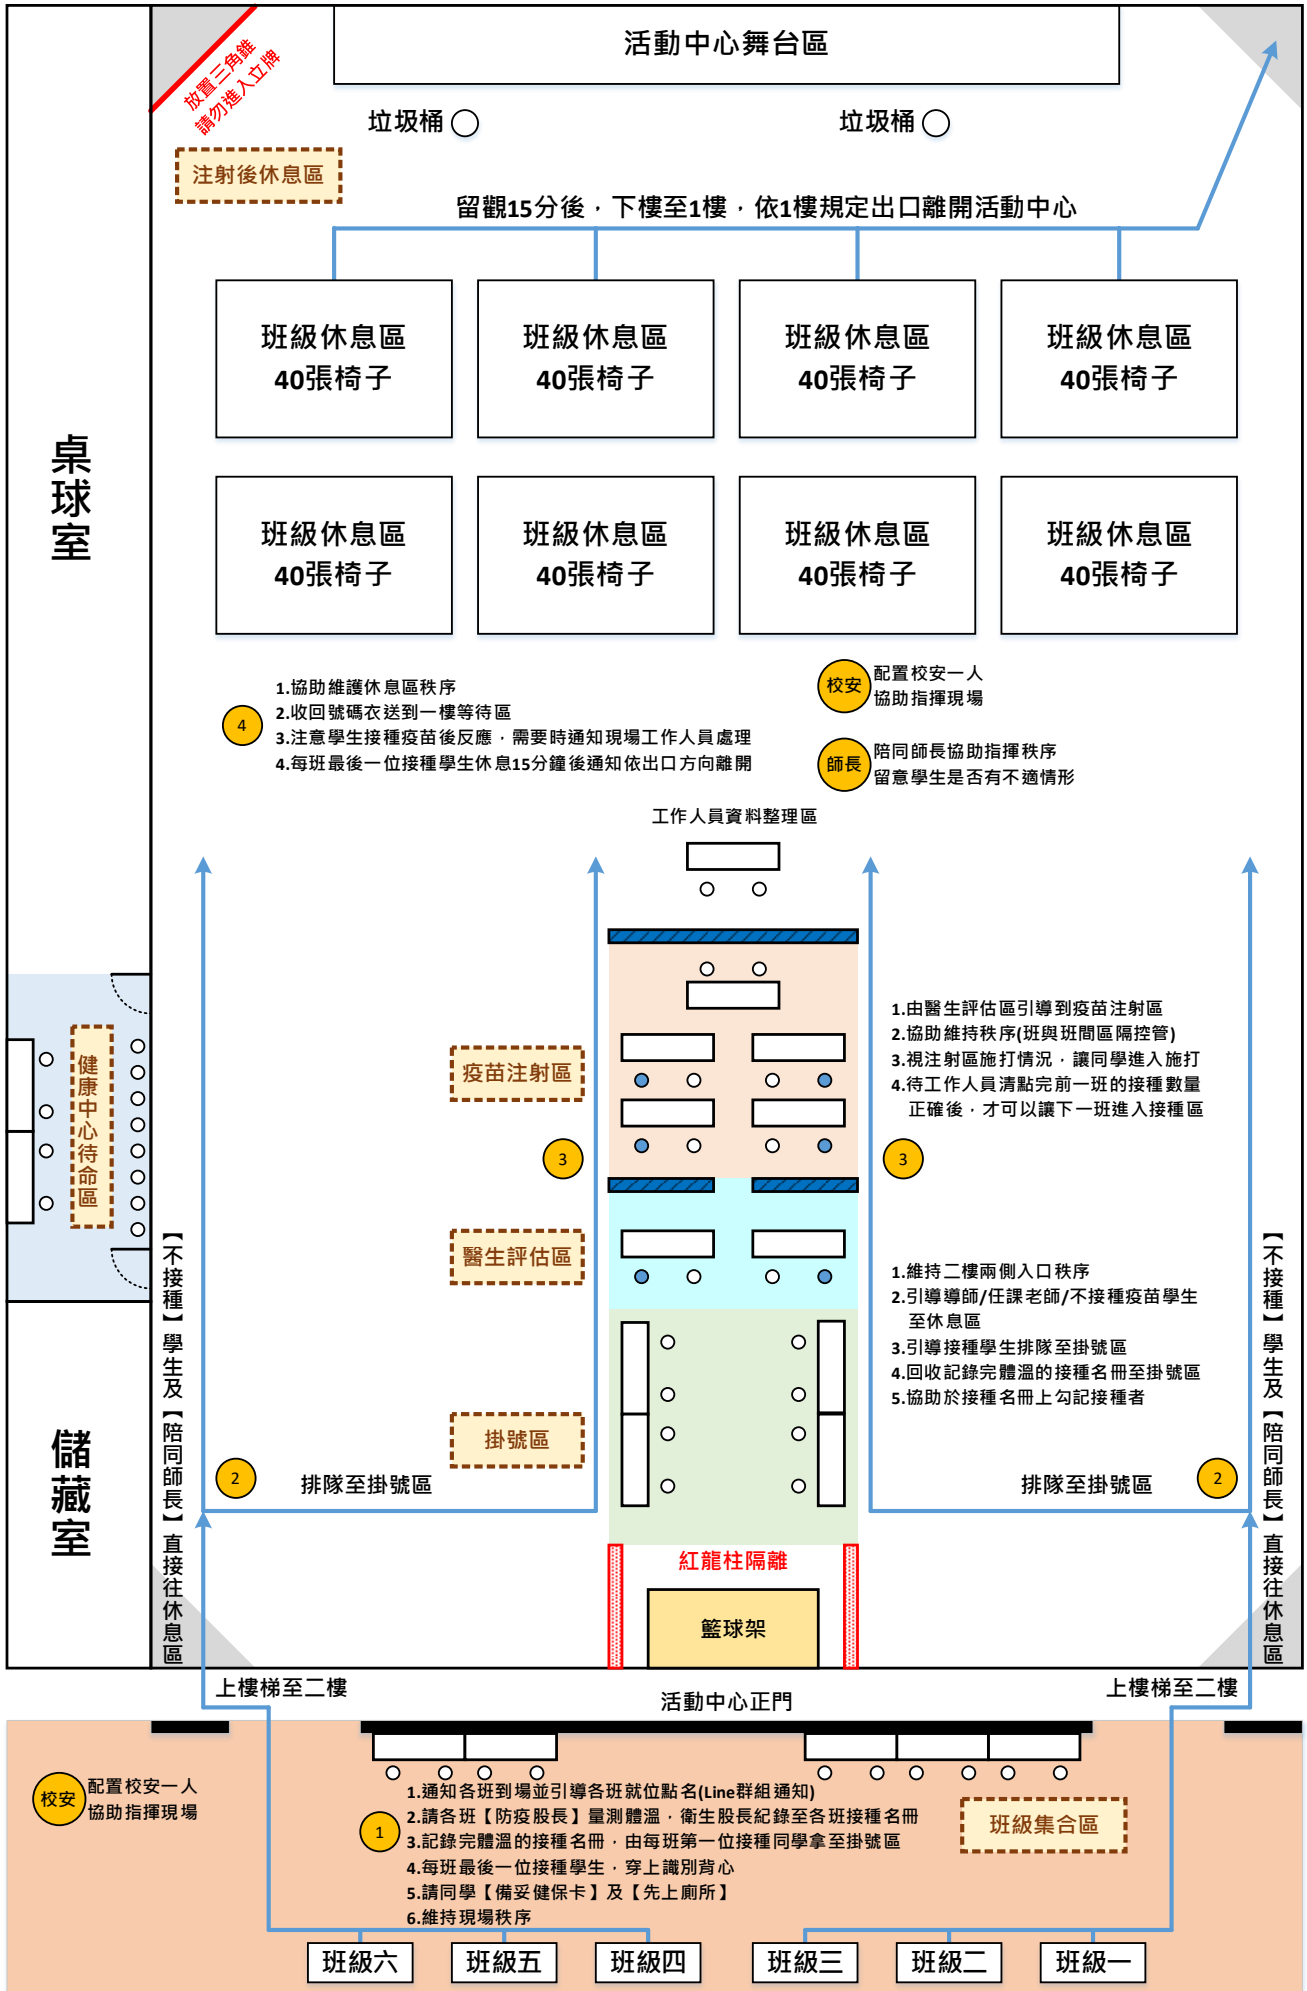 活動中心舞台區
放置三角錐
請勿進入立牌
垃圾桶
垃圾桶
注射後休息區
留觀15分後，下樓至1樓，依1樓規定出口離開活動中心
班級休息區
40張椅子
班級休息區
40張椅子
班級休息區
40張椅子
班級休息區
40張椅子
桌球室
班級休息區
40張椅子
班級休息區
40張椅子
班級休息區
40張椅子
班級休息區
40張椅子
4
1.協助維護休息區秩序
2.收回號碼衣送到一樓等待區
3.注意學生接種疫苗後反應，需要時通知現場工作人員處理
4.每班最後一位接種學生休息15分鐘後通知依出口方向離開
校安
配置校安一人
協助指揮現場
師長
陪同師長協助指揮秩序
留意學生是否有不適情形
工作人員資料整理區
健康中心待命區
疫苗注射區
3
3
1.由醫生評估區引導到疫苗注射區
2.協助維持秩序(班與班間區隔控管)
3.視注射區施打情況，讓同學進入施打
4.待工作人員清點完前一班的接種數量
正確後，才可以讓下一班進入接種區
醫生評估區
【不接種】學生及【陪同師長】直接往休息區
【不接種】學生及【陪同師長】直接往休息區
1.維持二樓兩側入口秩序
2.引導導師/任課老師/不接種疫苗學生
至休息區
3.引導接種學生排隊至掛號區
4.回收記錄完體溫的接種名冊至掛號區
5.協助於接種名冊上勾記接種者
掛號區
儲藏室
2
排隊至掛號區
排隊至掛號區
2
紅龍柱隔離
籃球架
上樓梯至二樓
活動中心正門
上樓梯至二樓
校安
配置校安一人
協助指揮現場
1
1.通知各班到場並引導各班就位點名(Line群組通知)
2.請各班【防疫股長】量測體溫，衛生股長紀錄至各班接種名冊
3.記錄完體溫的接種名冊，由每班第一位接種同學拿至掛號區
4.每班最後一位接種學生，穿上識別背心
5.請同學【備妥健保卡】及【先上廁所】
6.維持現場秩序
班級集合區
班級六
班級五
班級四
班級三
班級二
班級一